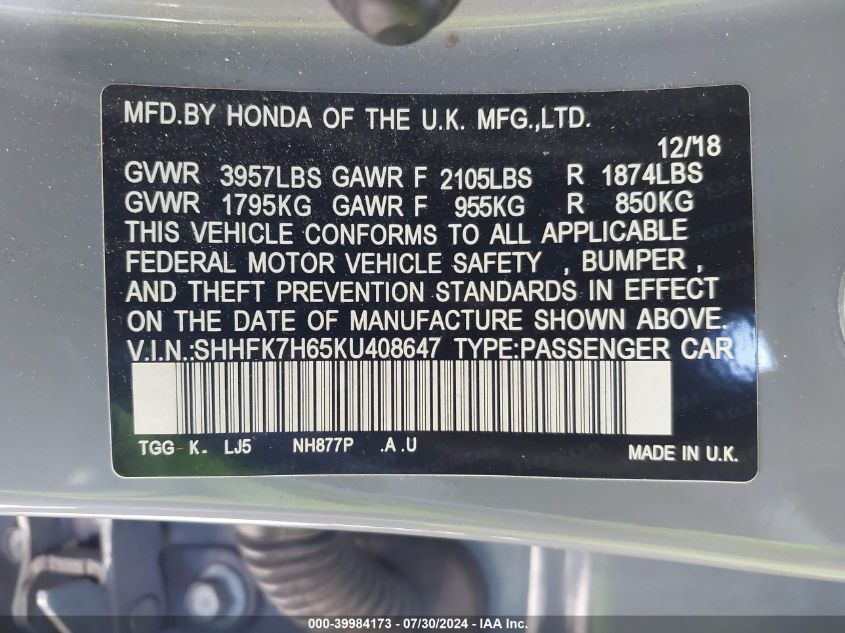 MFD.BY HONDA OF THE U.K. MFG.,LTD.
12/18
GVWR 3957LBS GAWR F 2105LBS R 1874LBS
GVWR 1795KG GAWR F 955KG R 850KG
THIS VEHICLE CONFORMS TO ALL APPLICABLE
FEDERAL MOTOR VEHICLE SAFETY , BUMPER ,
AND THEFT PREVENTION STANDARDS IN EFFECT
ON THE DATE OF MANUFACTURE SHOWN ABOVE.
V.I.N.:SHHFK7H65KU408647 TYPE:PASSENGER CAR
TGG K. LJ5 NH877P .A .U
MADE IN U.K.
000-39984173 - 07/30/2024 - IAA Inc.